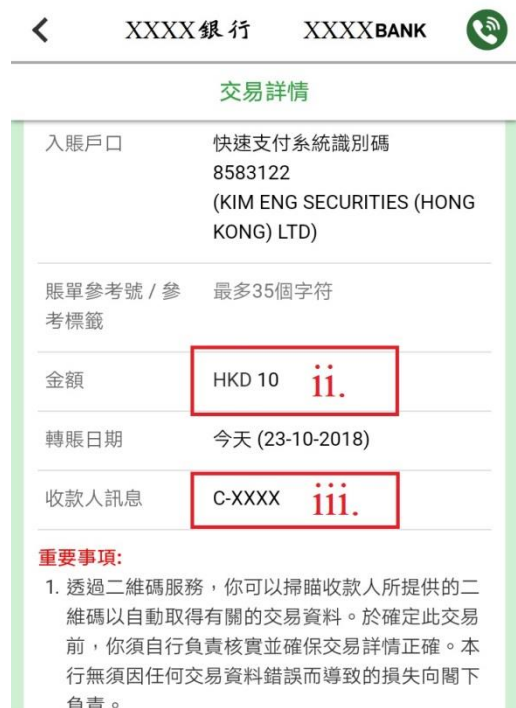 XXXX銀行 XXXXBANK
交易詳情
入賬戶口 快速支付系統識別碼
8583122
(KIM ENG SECURITIES (HONG
KONG) LTD)
賬單參考號 / 參 最多35個字符
考標籤
金額 HKD 10 ii.
轉賬日期 今天 (23-10-2018)
收款人訊息 C-XXXX iii.
重要事項:
1. 透過二維碼服務，你可以掃瞄收款人所提供的二
維碼以自動取得有關的交易資料。於確定此交易
前，你須自行負責核實並確保交易詳情正確。本
行無須因任何交易資料錯誤而導致的損失向閣下
負責。